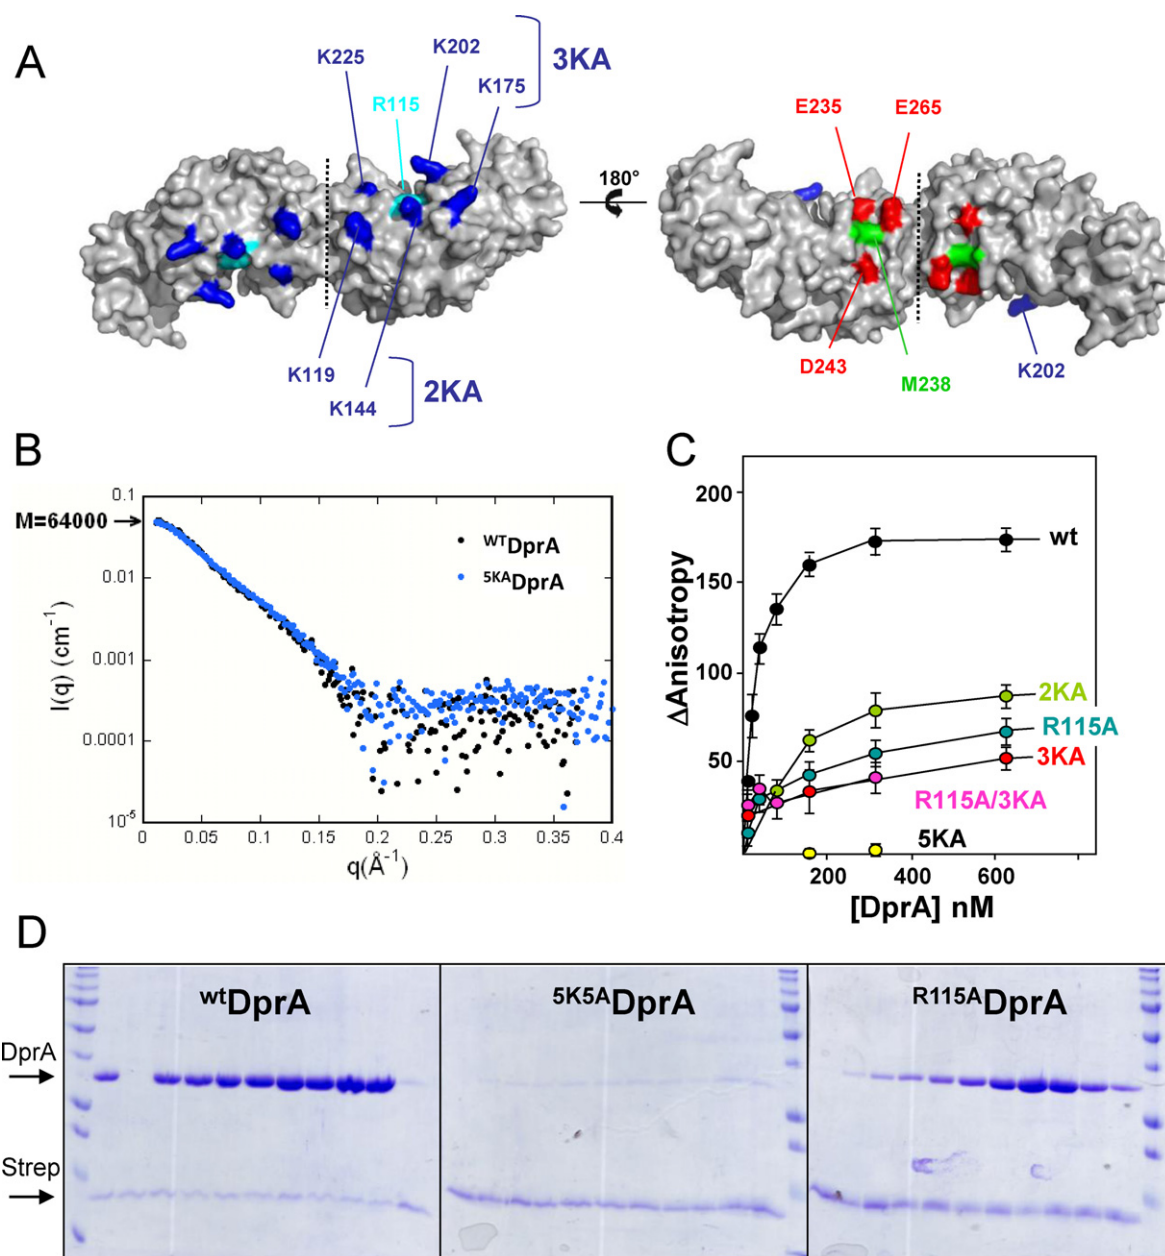 A
K225
K202
3KA
R115
K175
K119
K144
2KA
180°
E235
E265
D243
M238
K202
B
0.1
M=64000
WTDprA
5KADprA
0.01
I(q) (cm-1)
0.001
0.0001
10-5
0 0.05 0.1 0.15 0.2 0.25 0.3 0.35 0.4
q(Å-1)
C
200
wt
150
ΔAnisotropy
100
2KA
R115A
3KA
50
R115A/3KA
5KA
200 400 600
[DprA] nM
D
wtDprA
5K5ADprA
R115ADprA
DprA
Strep